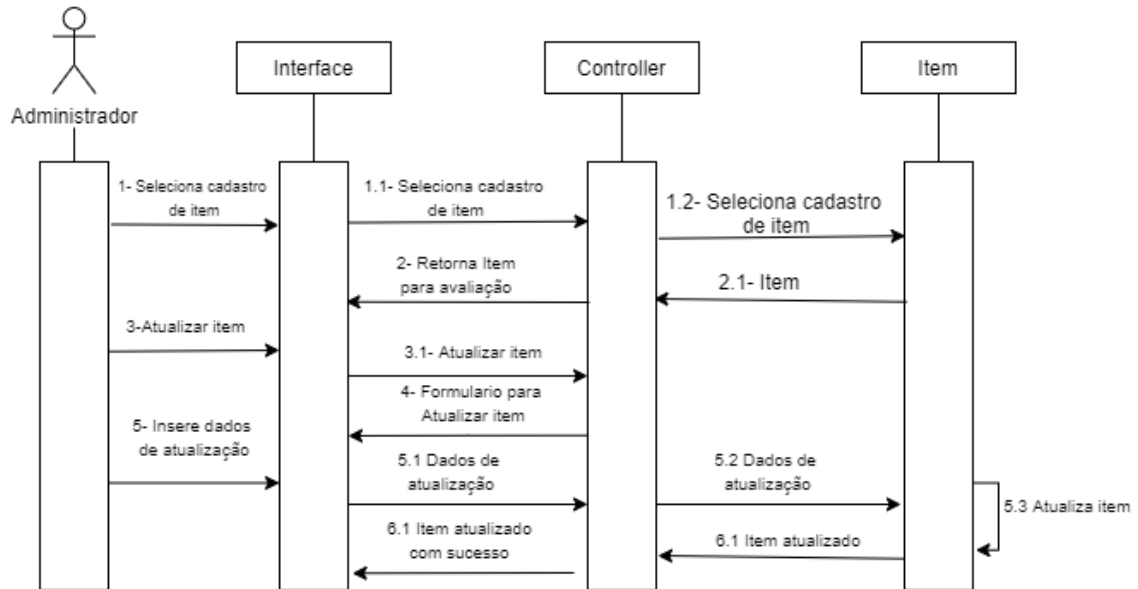 Administrador
Interface
Controller
Item
1- Seleciona cadastro
de item
1.1- Seleciona cadastro
de item
1.2- Seleciona cadastro
de item
2- Retorna Item
para avaliação
2.1- Item
3-Atualizar item
3.1- Atualizar item
4- Formulario para
Atualizar item
5- Insere dados
de atualização
5.1 Dados de
atualização
5.2 Dados de
atualização
5.3 Atualiza item
6.1 Item atualizado
com sucesso
6.1 Item atualizado